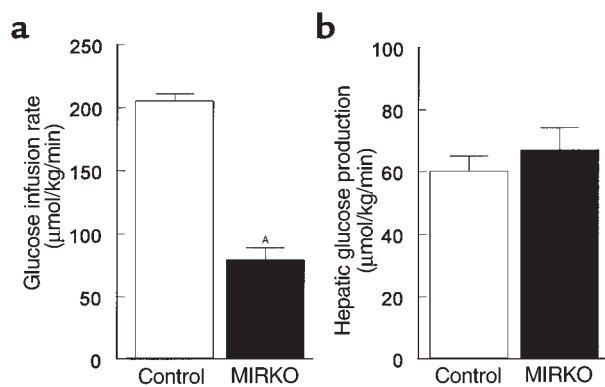 a
Glucose infusion rate
(µmol/kg/min)
250
200
150
100
50
0
A
Control MIRKO
b
Hepatic glucose production
(µmol/kg/min)
100
80
60
40
20
0
Control MIRKO